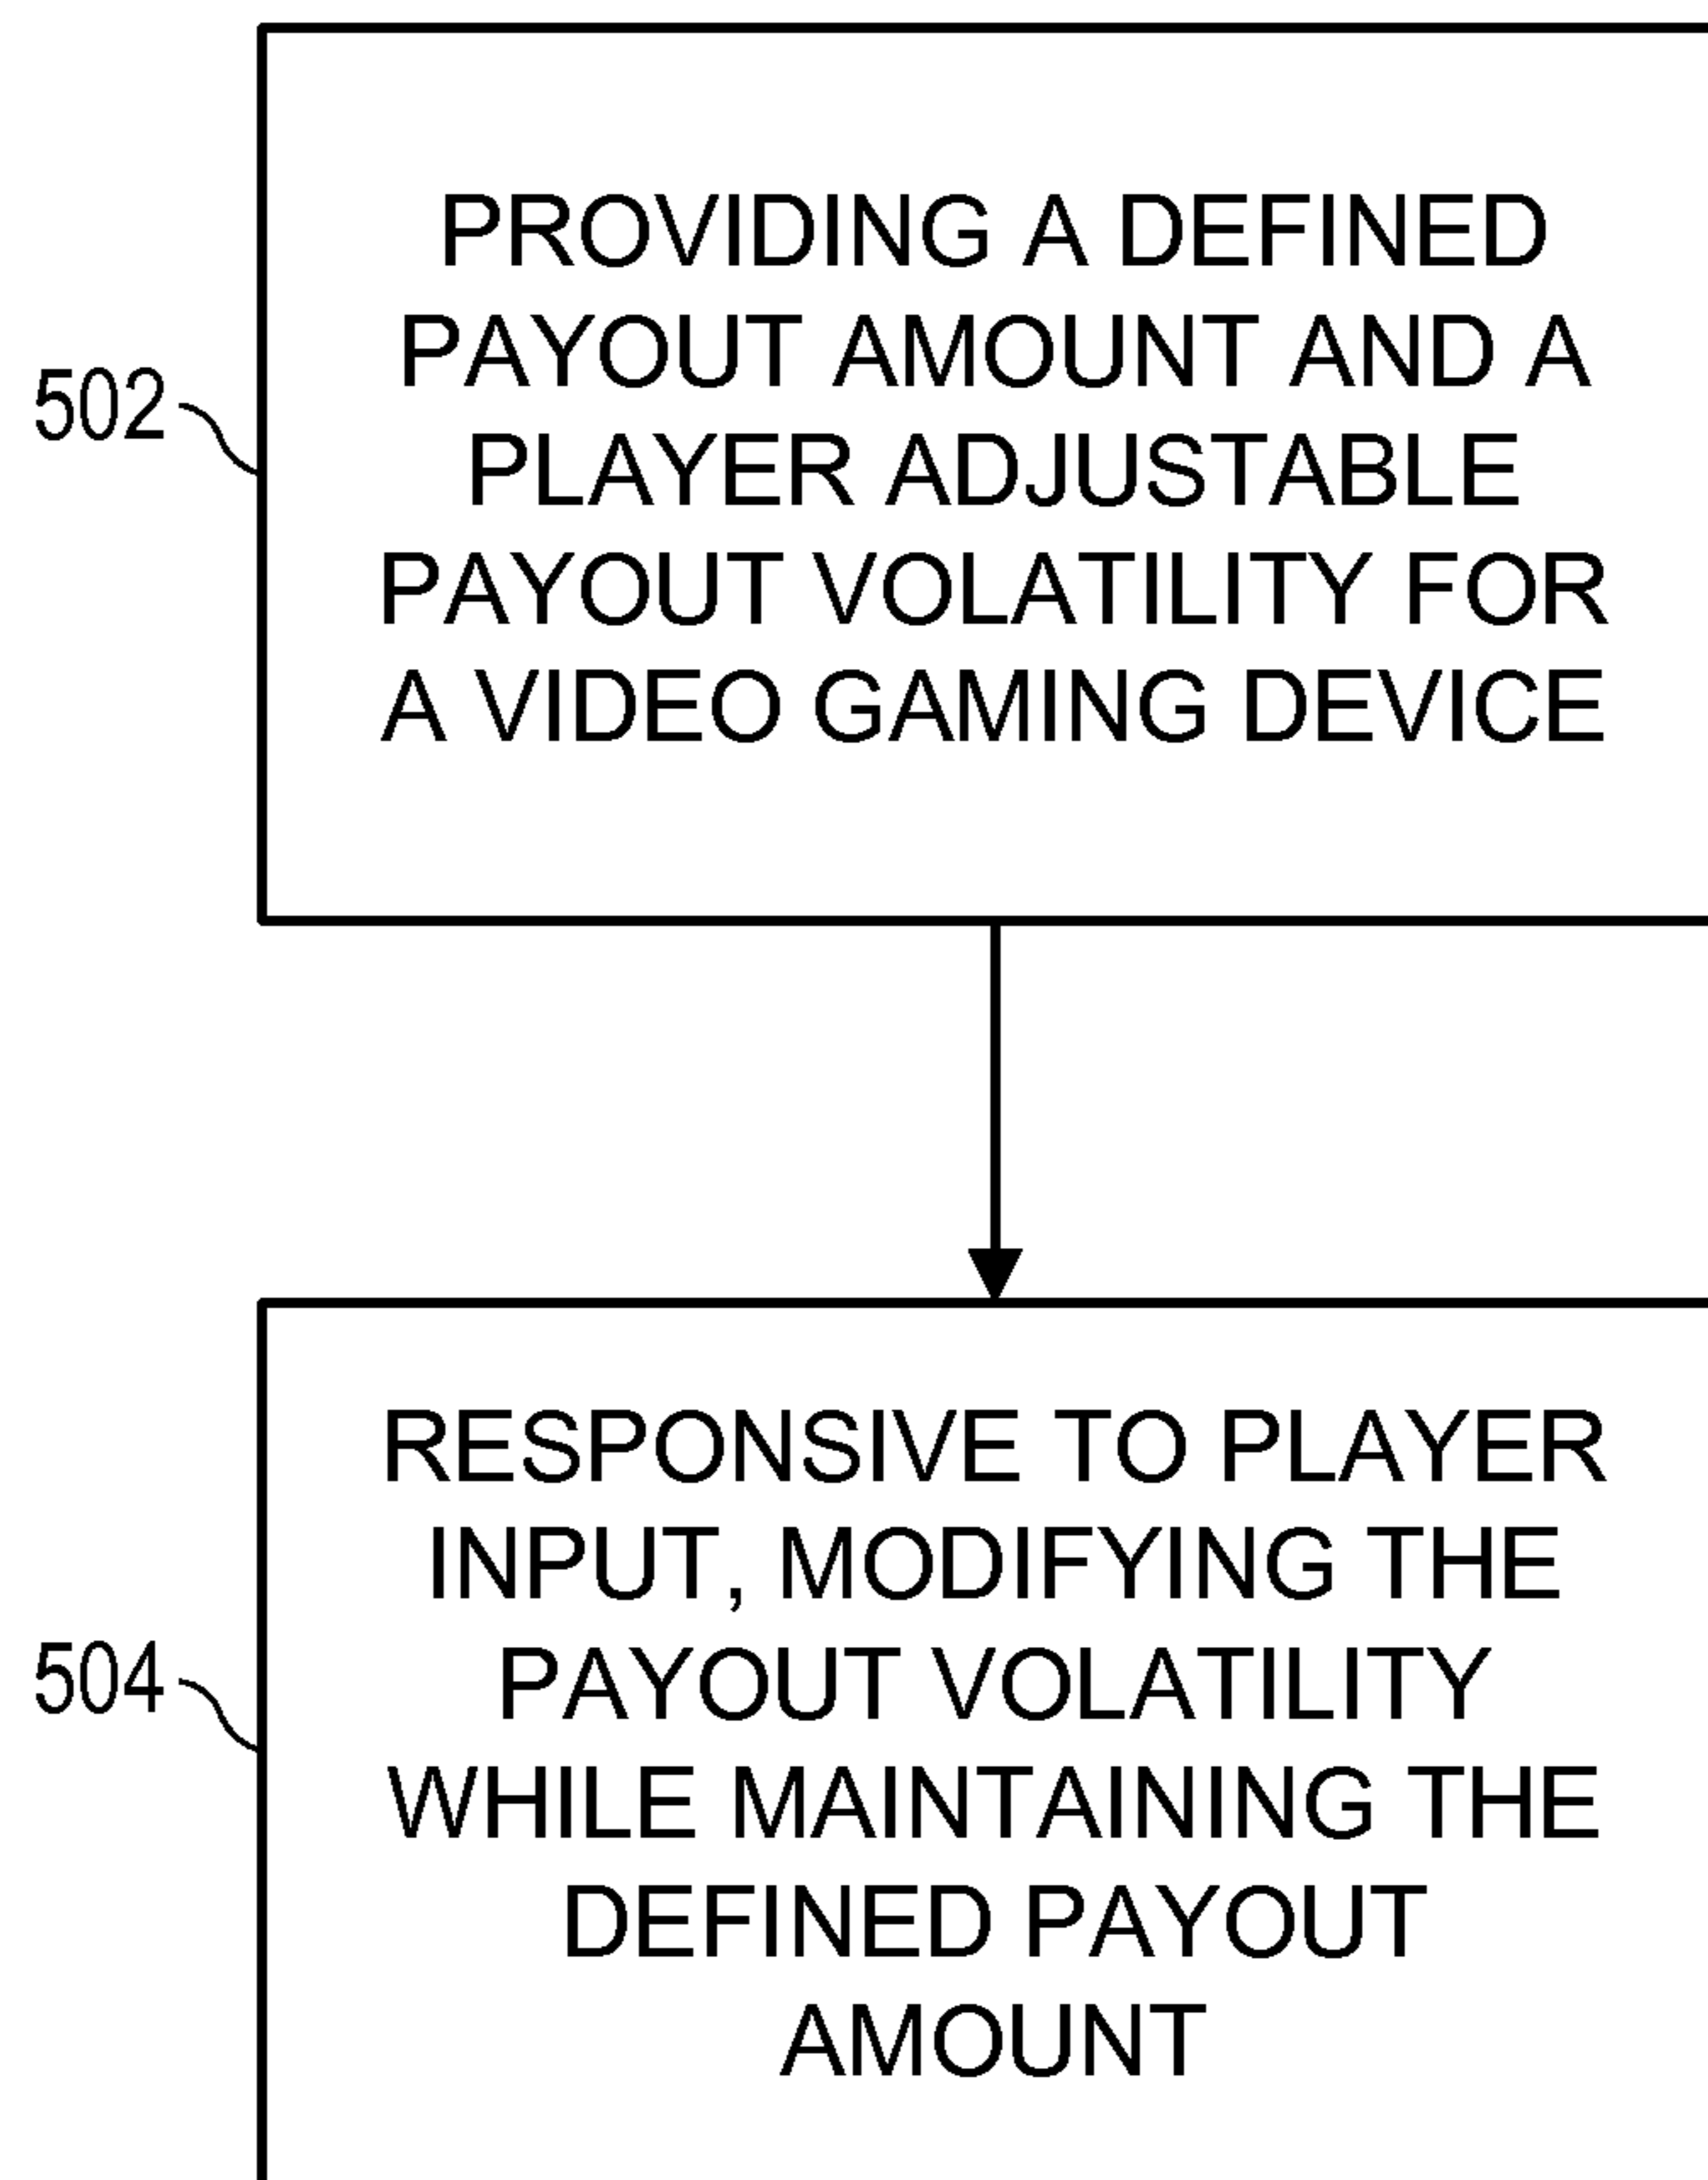 PROVIDING A DEFINED
PAYOUT AMOUNT AND A
PLAYER ADJUSTABLE
PAYOUT VOLATILITY FOR
A VIDEO GAMING DEVICE
502
RESPONSIVE TO PLAYER
INPUT, MODIFYING THE
PAYOUT VOLATILITY
WHILE MAINTAINING THE
DEFINED PAYOUT
AMOUNT
504